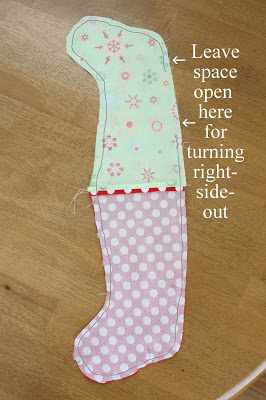 Leave
space
open
here
for
turning
right-
side-
out